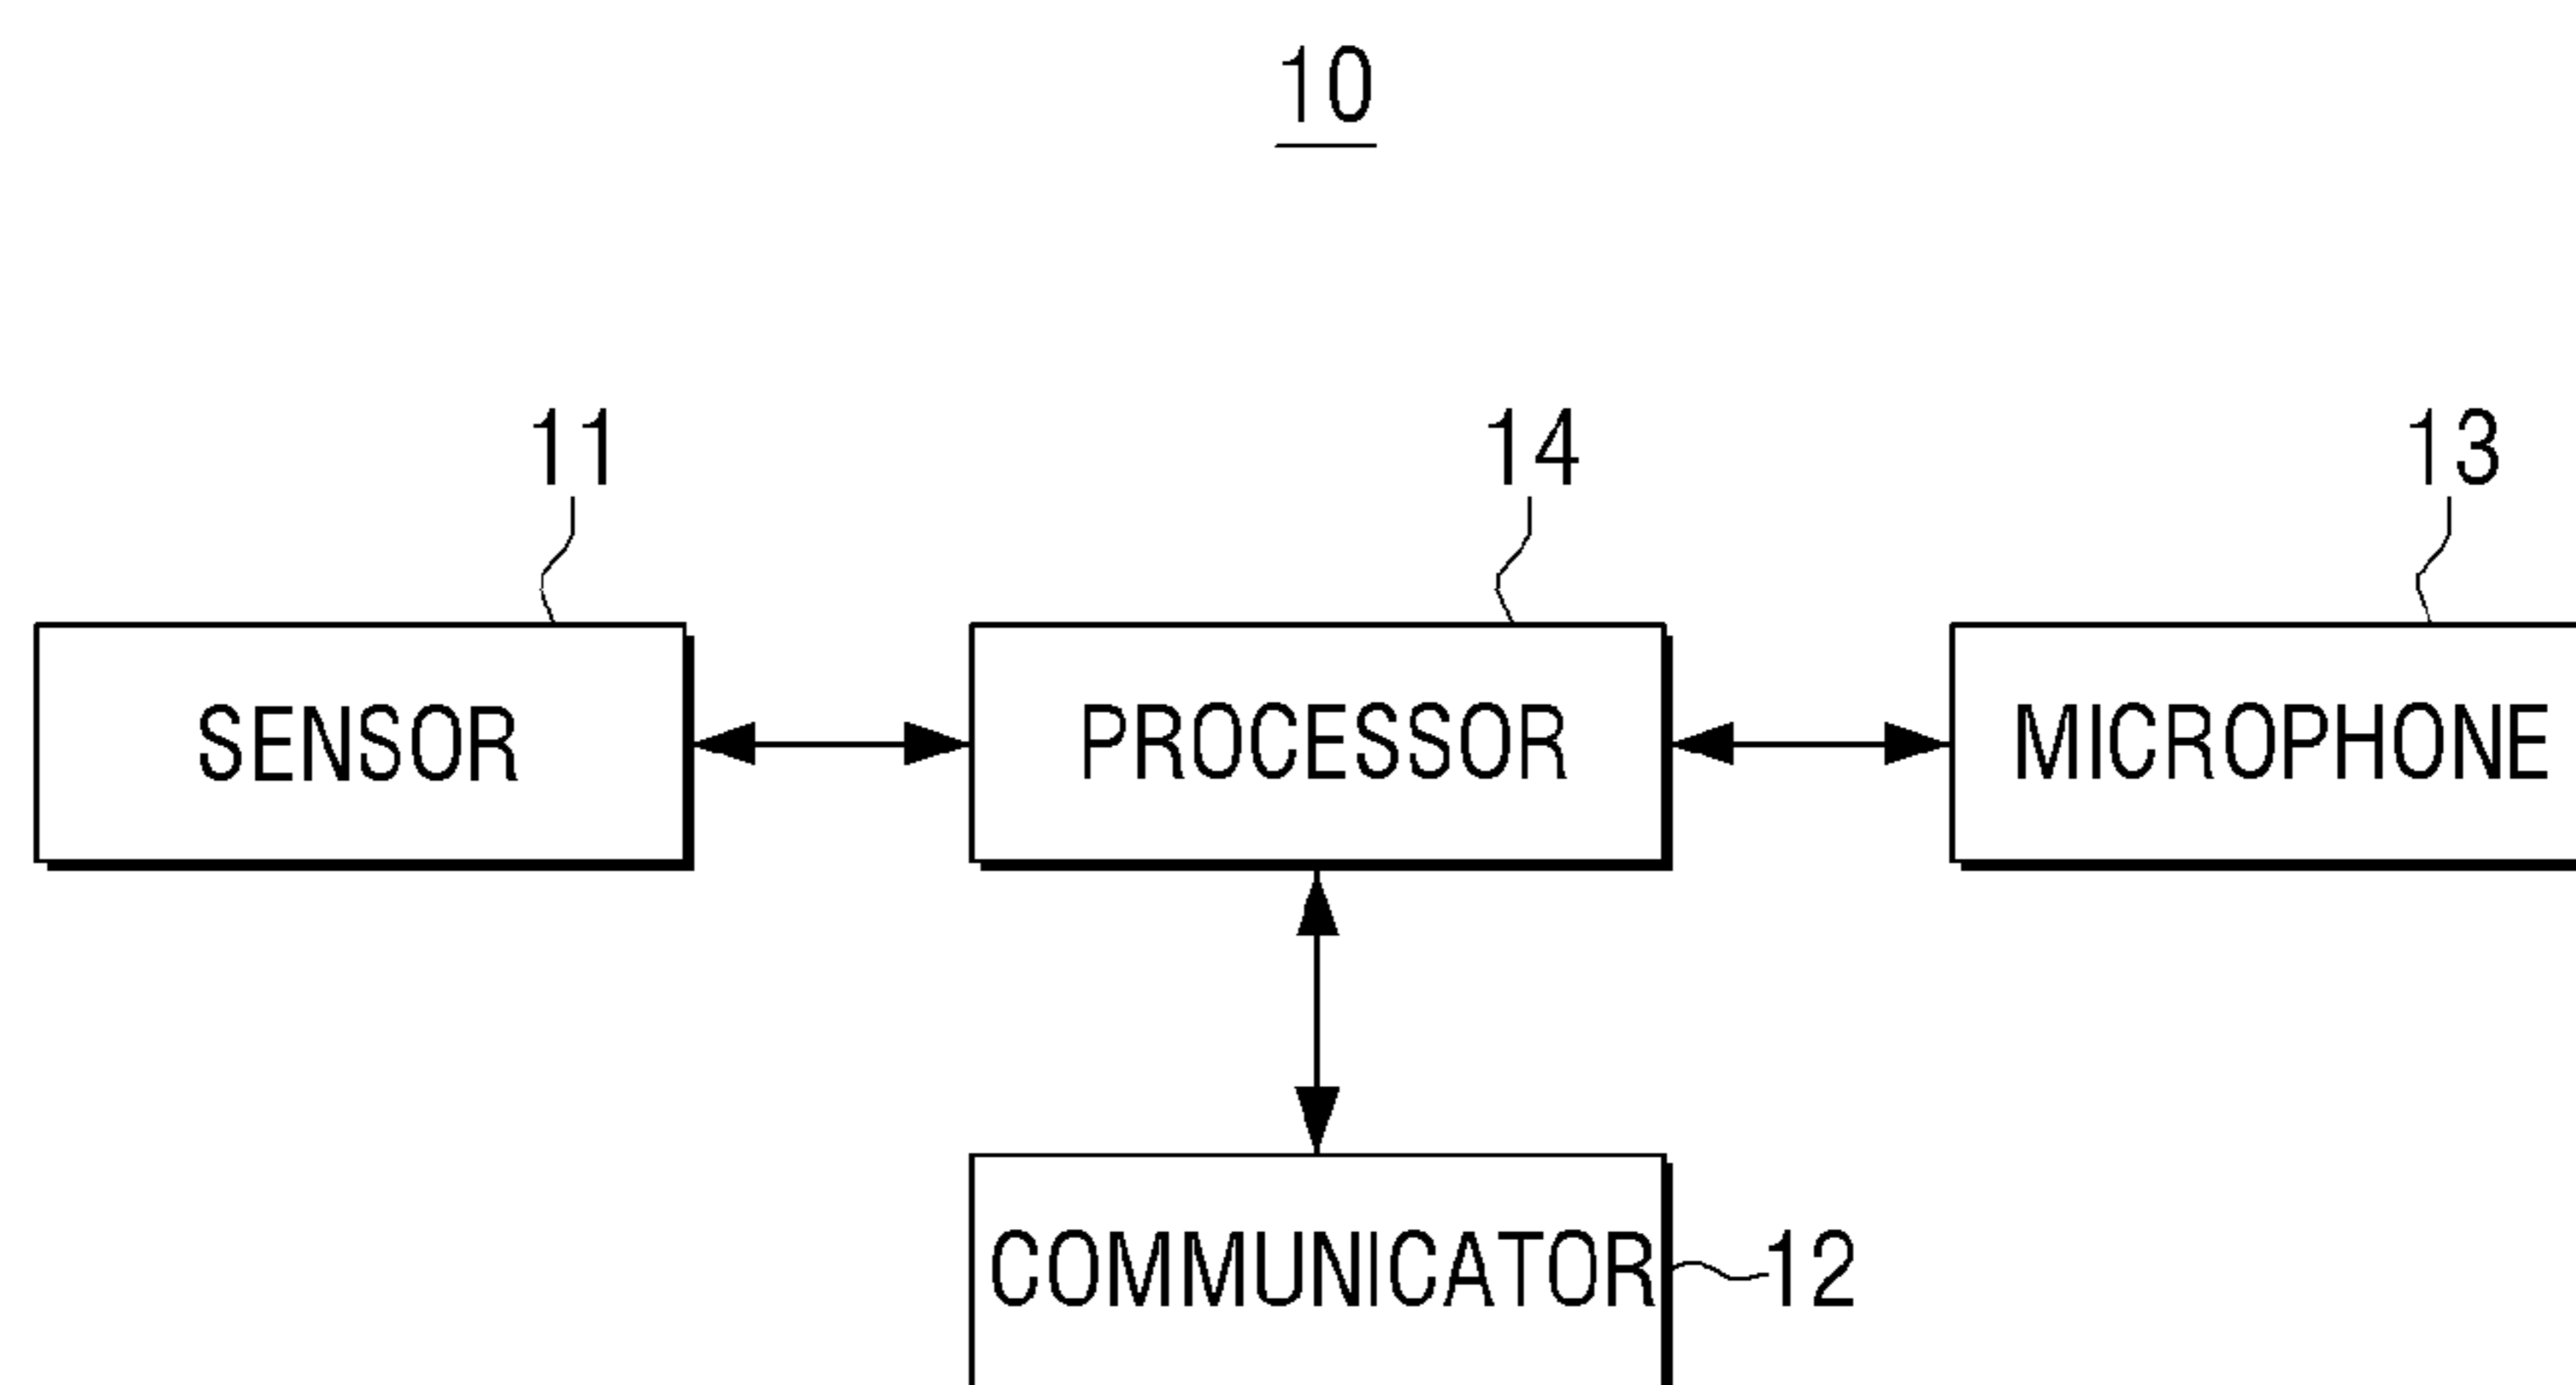 10
11
14
13
SENSOR
PROCESSOR
MICROPHONE
COMMUNICATOR
12